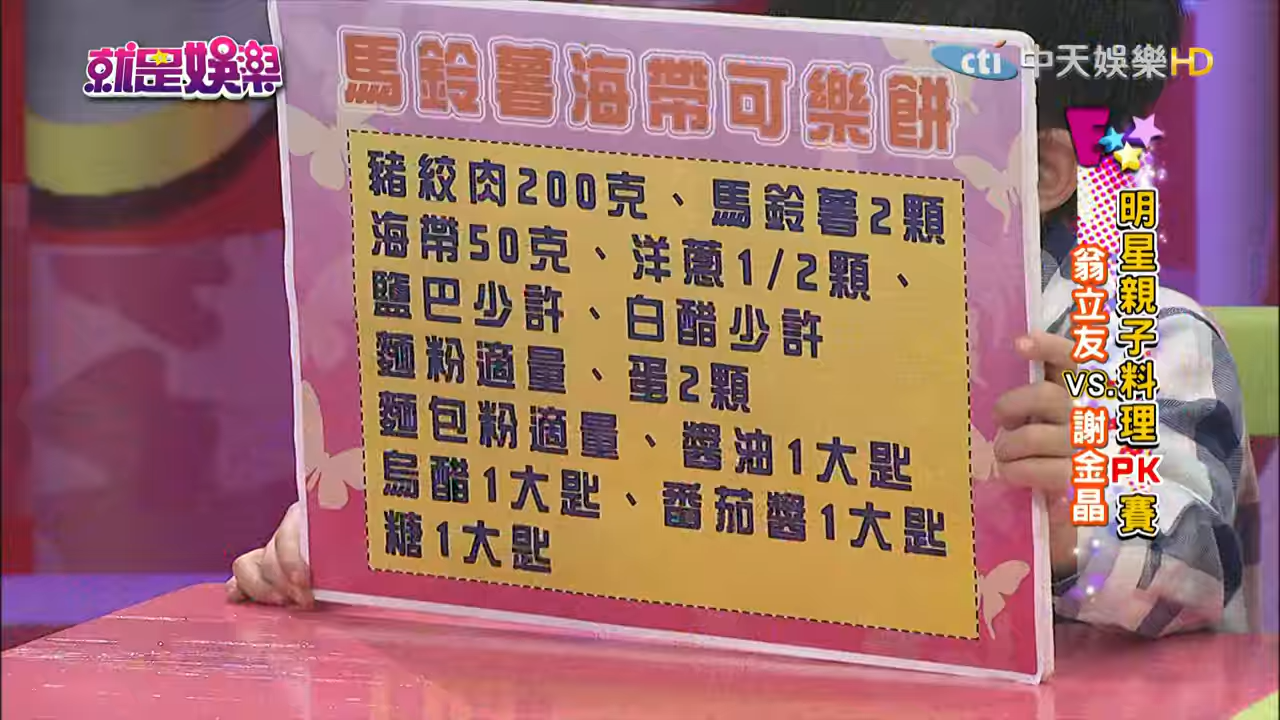 就是娛樂
cti 中天娛樂HD
馬鈴薯海帶可樂餅
豬絞肉200克、馬鈴薯2顆
海帶50克、洋蔥1/2顆、
鹽巴少許、白醋少許
麵粉適量、蛋2顆
麵包粉適量、醬油1大匙
烏醋1大匙、番茄醬1大匙
糖1大匙
明星親子料理PK賽
翁立友 vs. 謝金晶